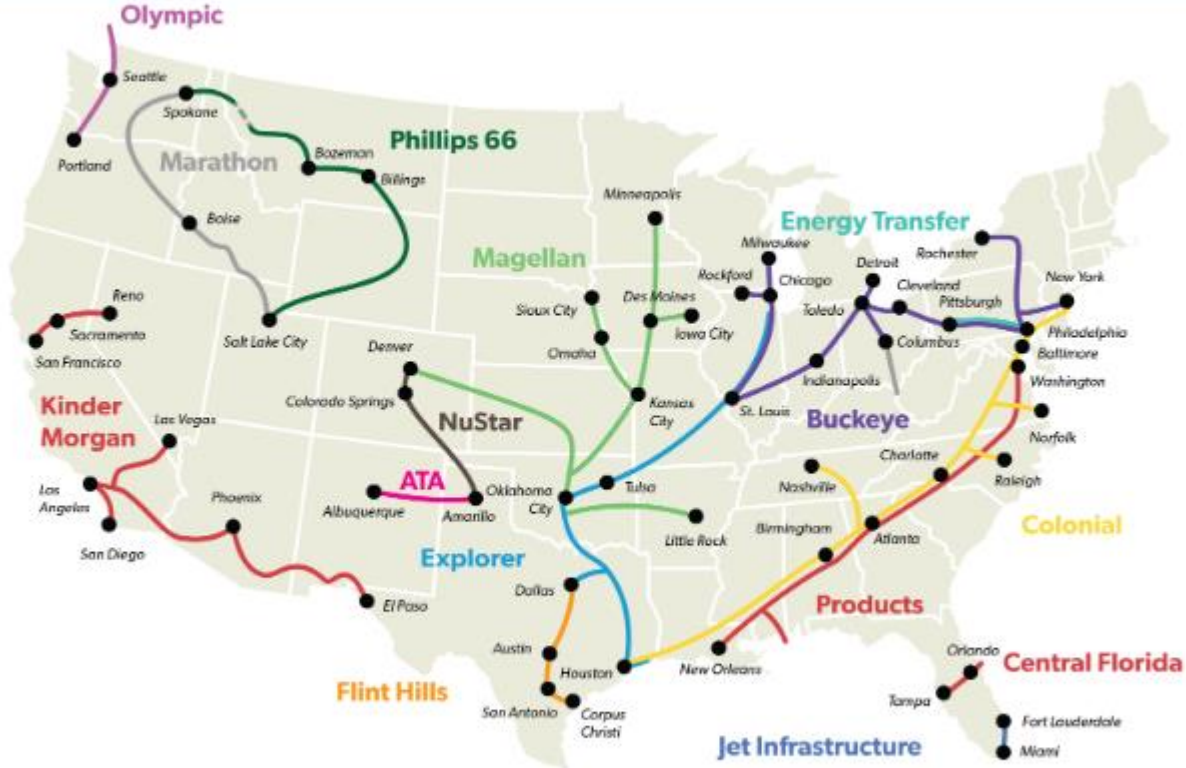 Olympic
Seattle
Spokane
Portland
Marathon
Phillips 66
Bozeman
Billings
Boise
Minneapolis
Energy Transfer
Milwaukee
Rochester
Magellan
Rockford
Chicago
Detroit
Cleveland
Pittsburgh
New York
Reno
Sacramento
San Francisco
Salt Lake City
Sioux City
Des Moines
Iowa City
Omaha
Toledo
Columbus
Philadelphia
Baltimore
Washington
Denver
Colorado Springs
NuStar
Kansas
City
St. Louis
Indianapolis
Buckeye
Norfolk
Kinder
Morgan
Las Vegas
Los
Angeles
San Diego
Phoenix
El Paso
ATA
Albuquerque
Amarillo
Oklahoma
City
Tulsa
Little Rock
Nashville
Charlotte
Raleigh
Birmingham
Atlanta
Colonial
Explorer
Dallas
Austin
Houston
San Antonio
Corpus
Christi
Flint Hills
New Orleans
Products
Orlando
Central Florida
Tampa
Fort Lauderdale
Miami
Jet Infrastructure